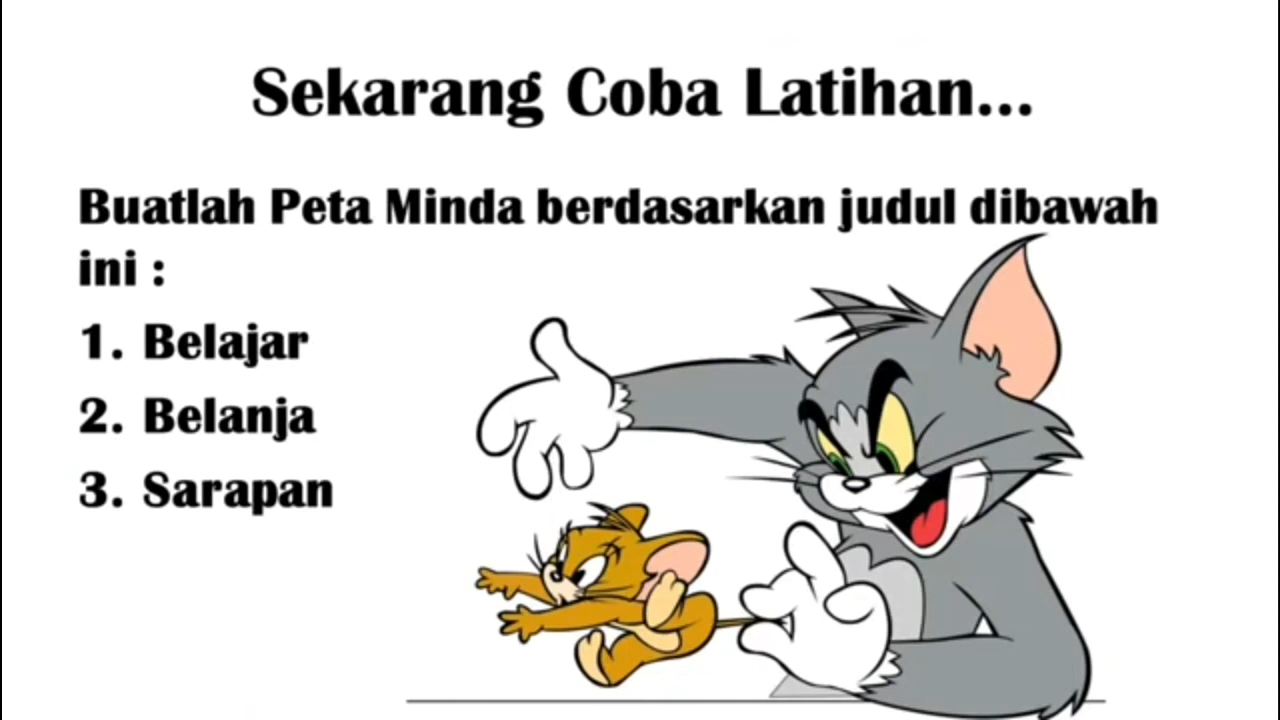 Sekarang Coba Latihan...
Buatlah Peta Minda berdasarkan judul dibawah
ini :
1. Belajar
2. Belanja
3. Sarapan